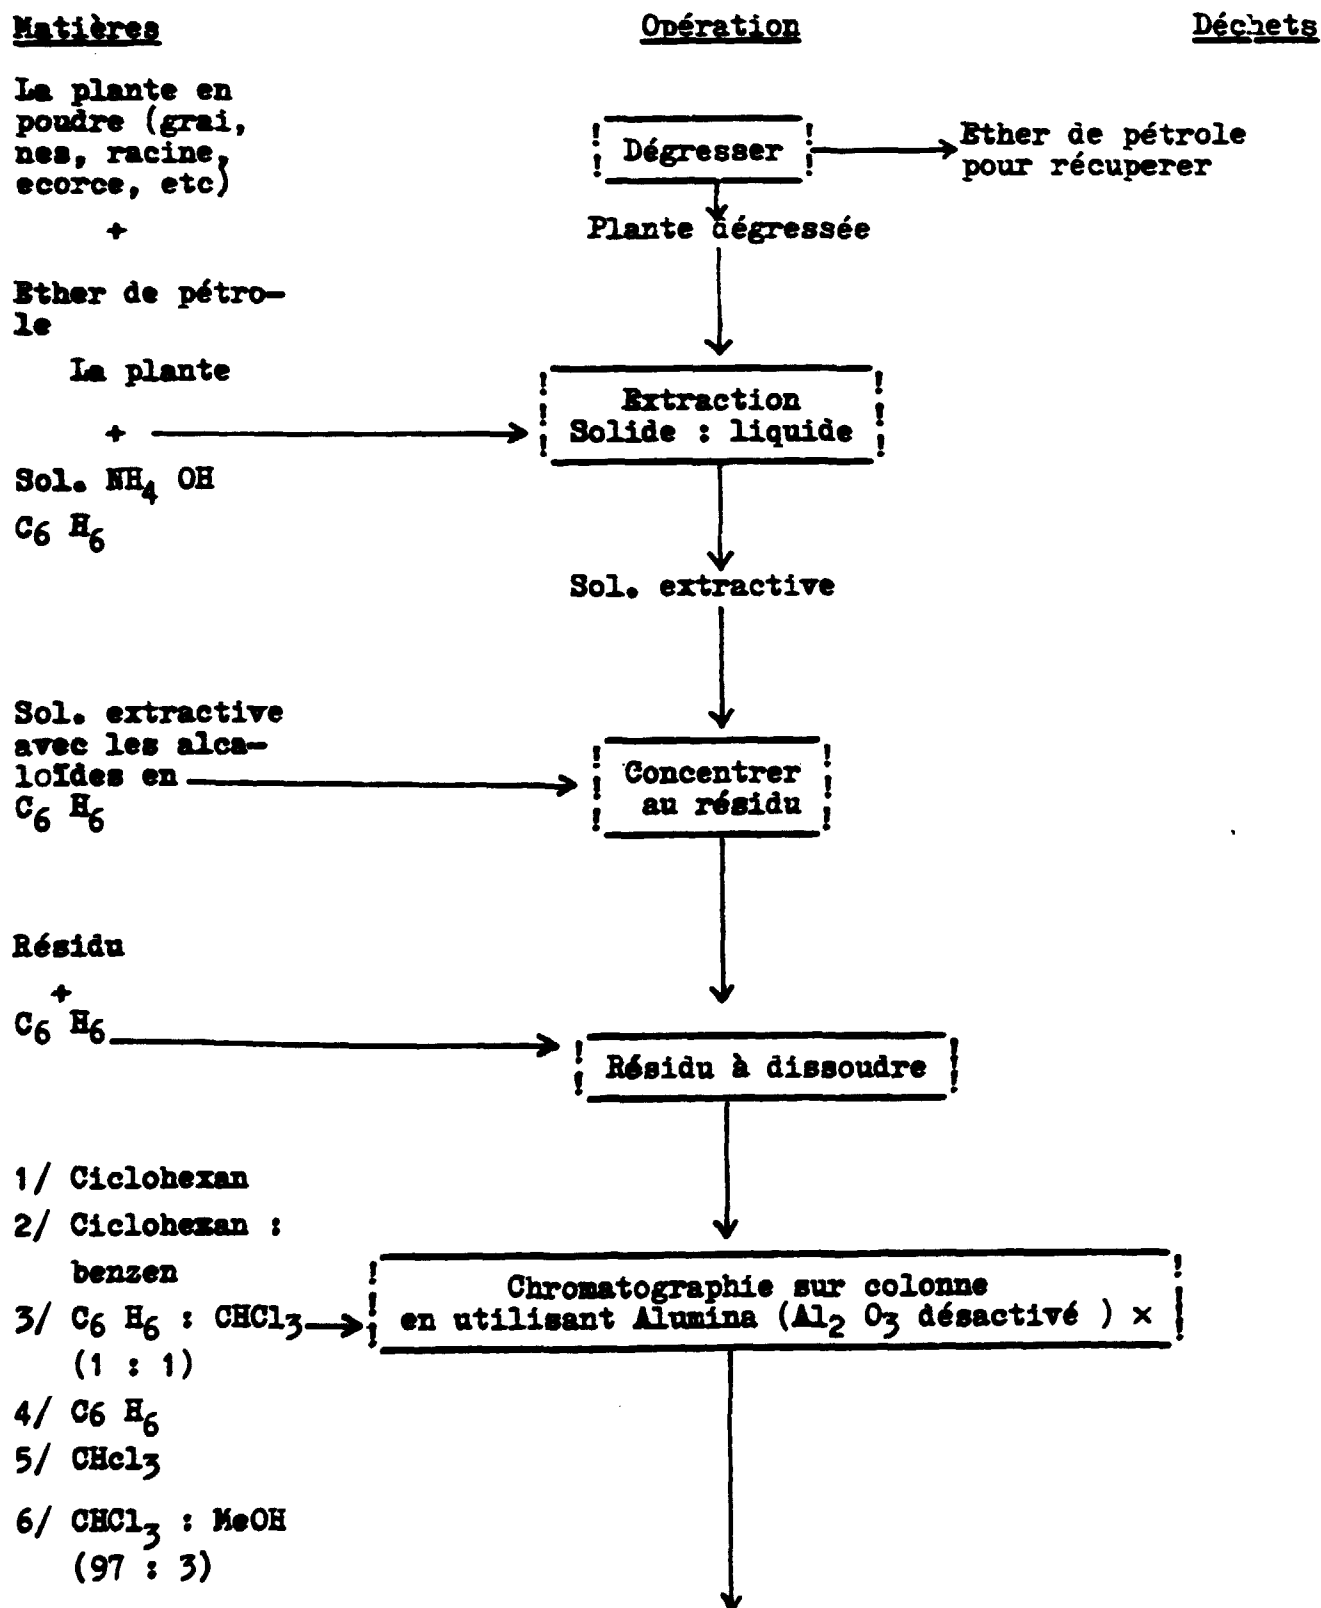 Matières Opération Déchets
La plante en
poudre (grai,
nes, racine,
ecorce, etc)
+
Ether de pétro-
le
Dégresser
Ether de pétrole
pour récuperer
Plante dégressée
La plante
+
Sol. NH4 OH
C6 H6
Extraction
Solide : liquide
Sol. extractive
Sol. extractive
avec les alca-
loïdes en
C6 H6
Concentrer
au résidu
Résidu
+
C6 H6
Résidu à dissoudre
1/ Ciclohexan
2/ Ciclohexan :
benzen
3/ C6 H6 : CHCl3
(1 : 1)
4/ C6 H6
5/ CHcl3
6/ CHCl3 : MeOH
(97 : 3)
Chromatographie sur colonne
en utilisant Alumina (Al2 O3 désactivé ) ×